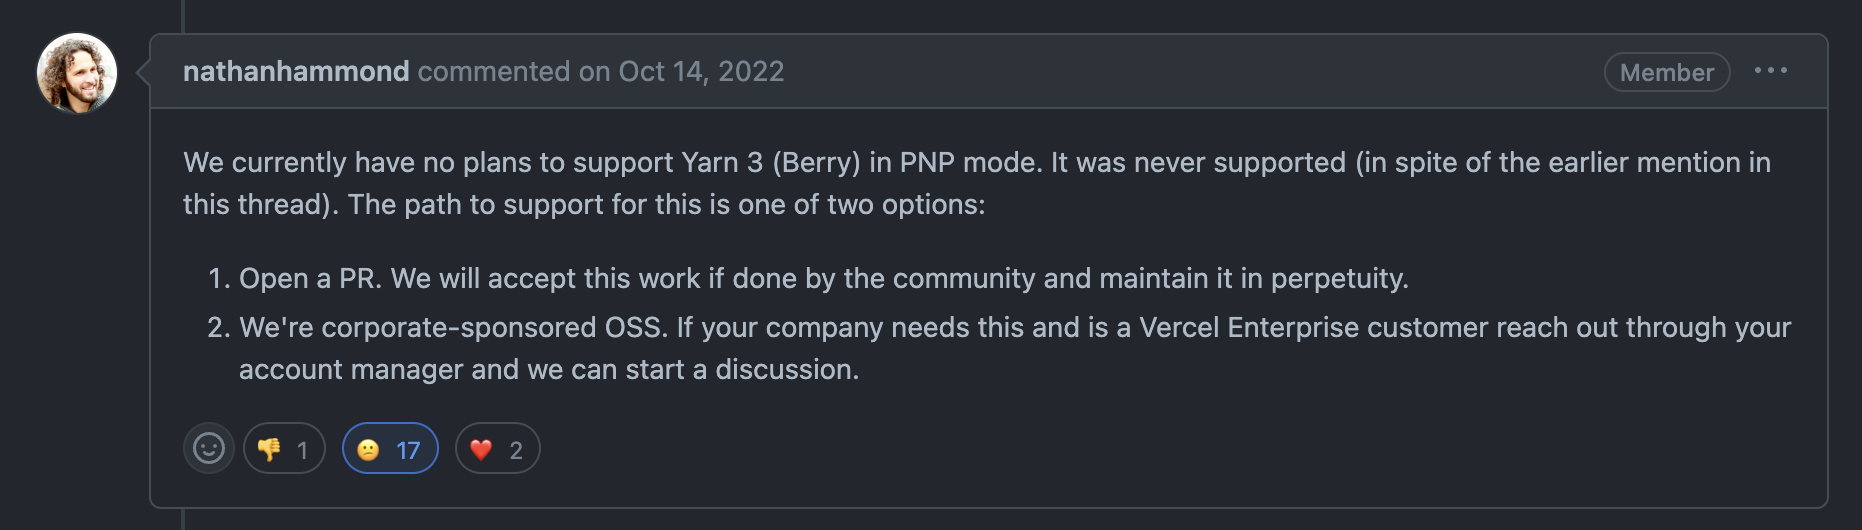 nathanhammond commented on Oct 14, 2022
Member
We currently have no plans to support Yarn 3 (Berry) in PNP mode. It was never supported (in spite of the earlier mention in
this thread). The path to support for this is one of two options:
1. Open a PR. We will accept this work if done by the community and maintain it in perpetuity.
2. We're corporate-sponsored OSS. If your company needs this and is a Vercel Enterprise customer reach out through your
account manager and we can start a discussion.
👎 1 😕 17 ❤️ 2